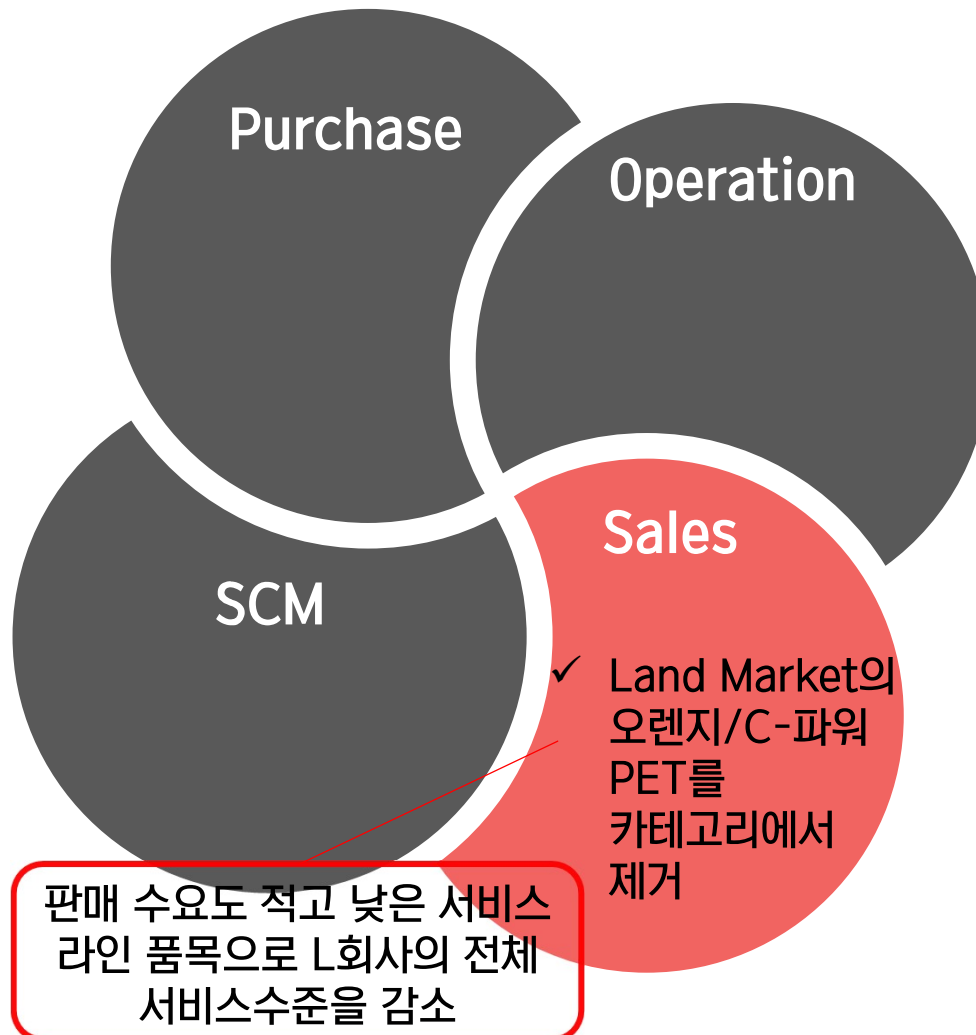 Purchase
Operation
Sales
SCM
✓ Land Market의
오렌지/C-파워
PET를
카테고리에서
제거
판매 수요도 적고 낮은 서비스
라인 품목으로 L회사의 전체
서비스수준을 감소